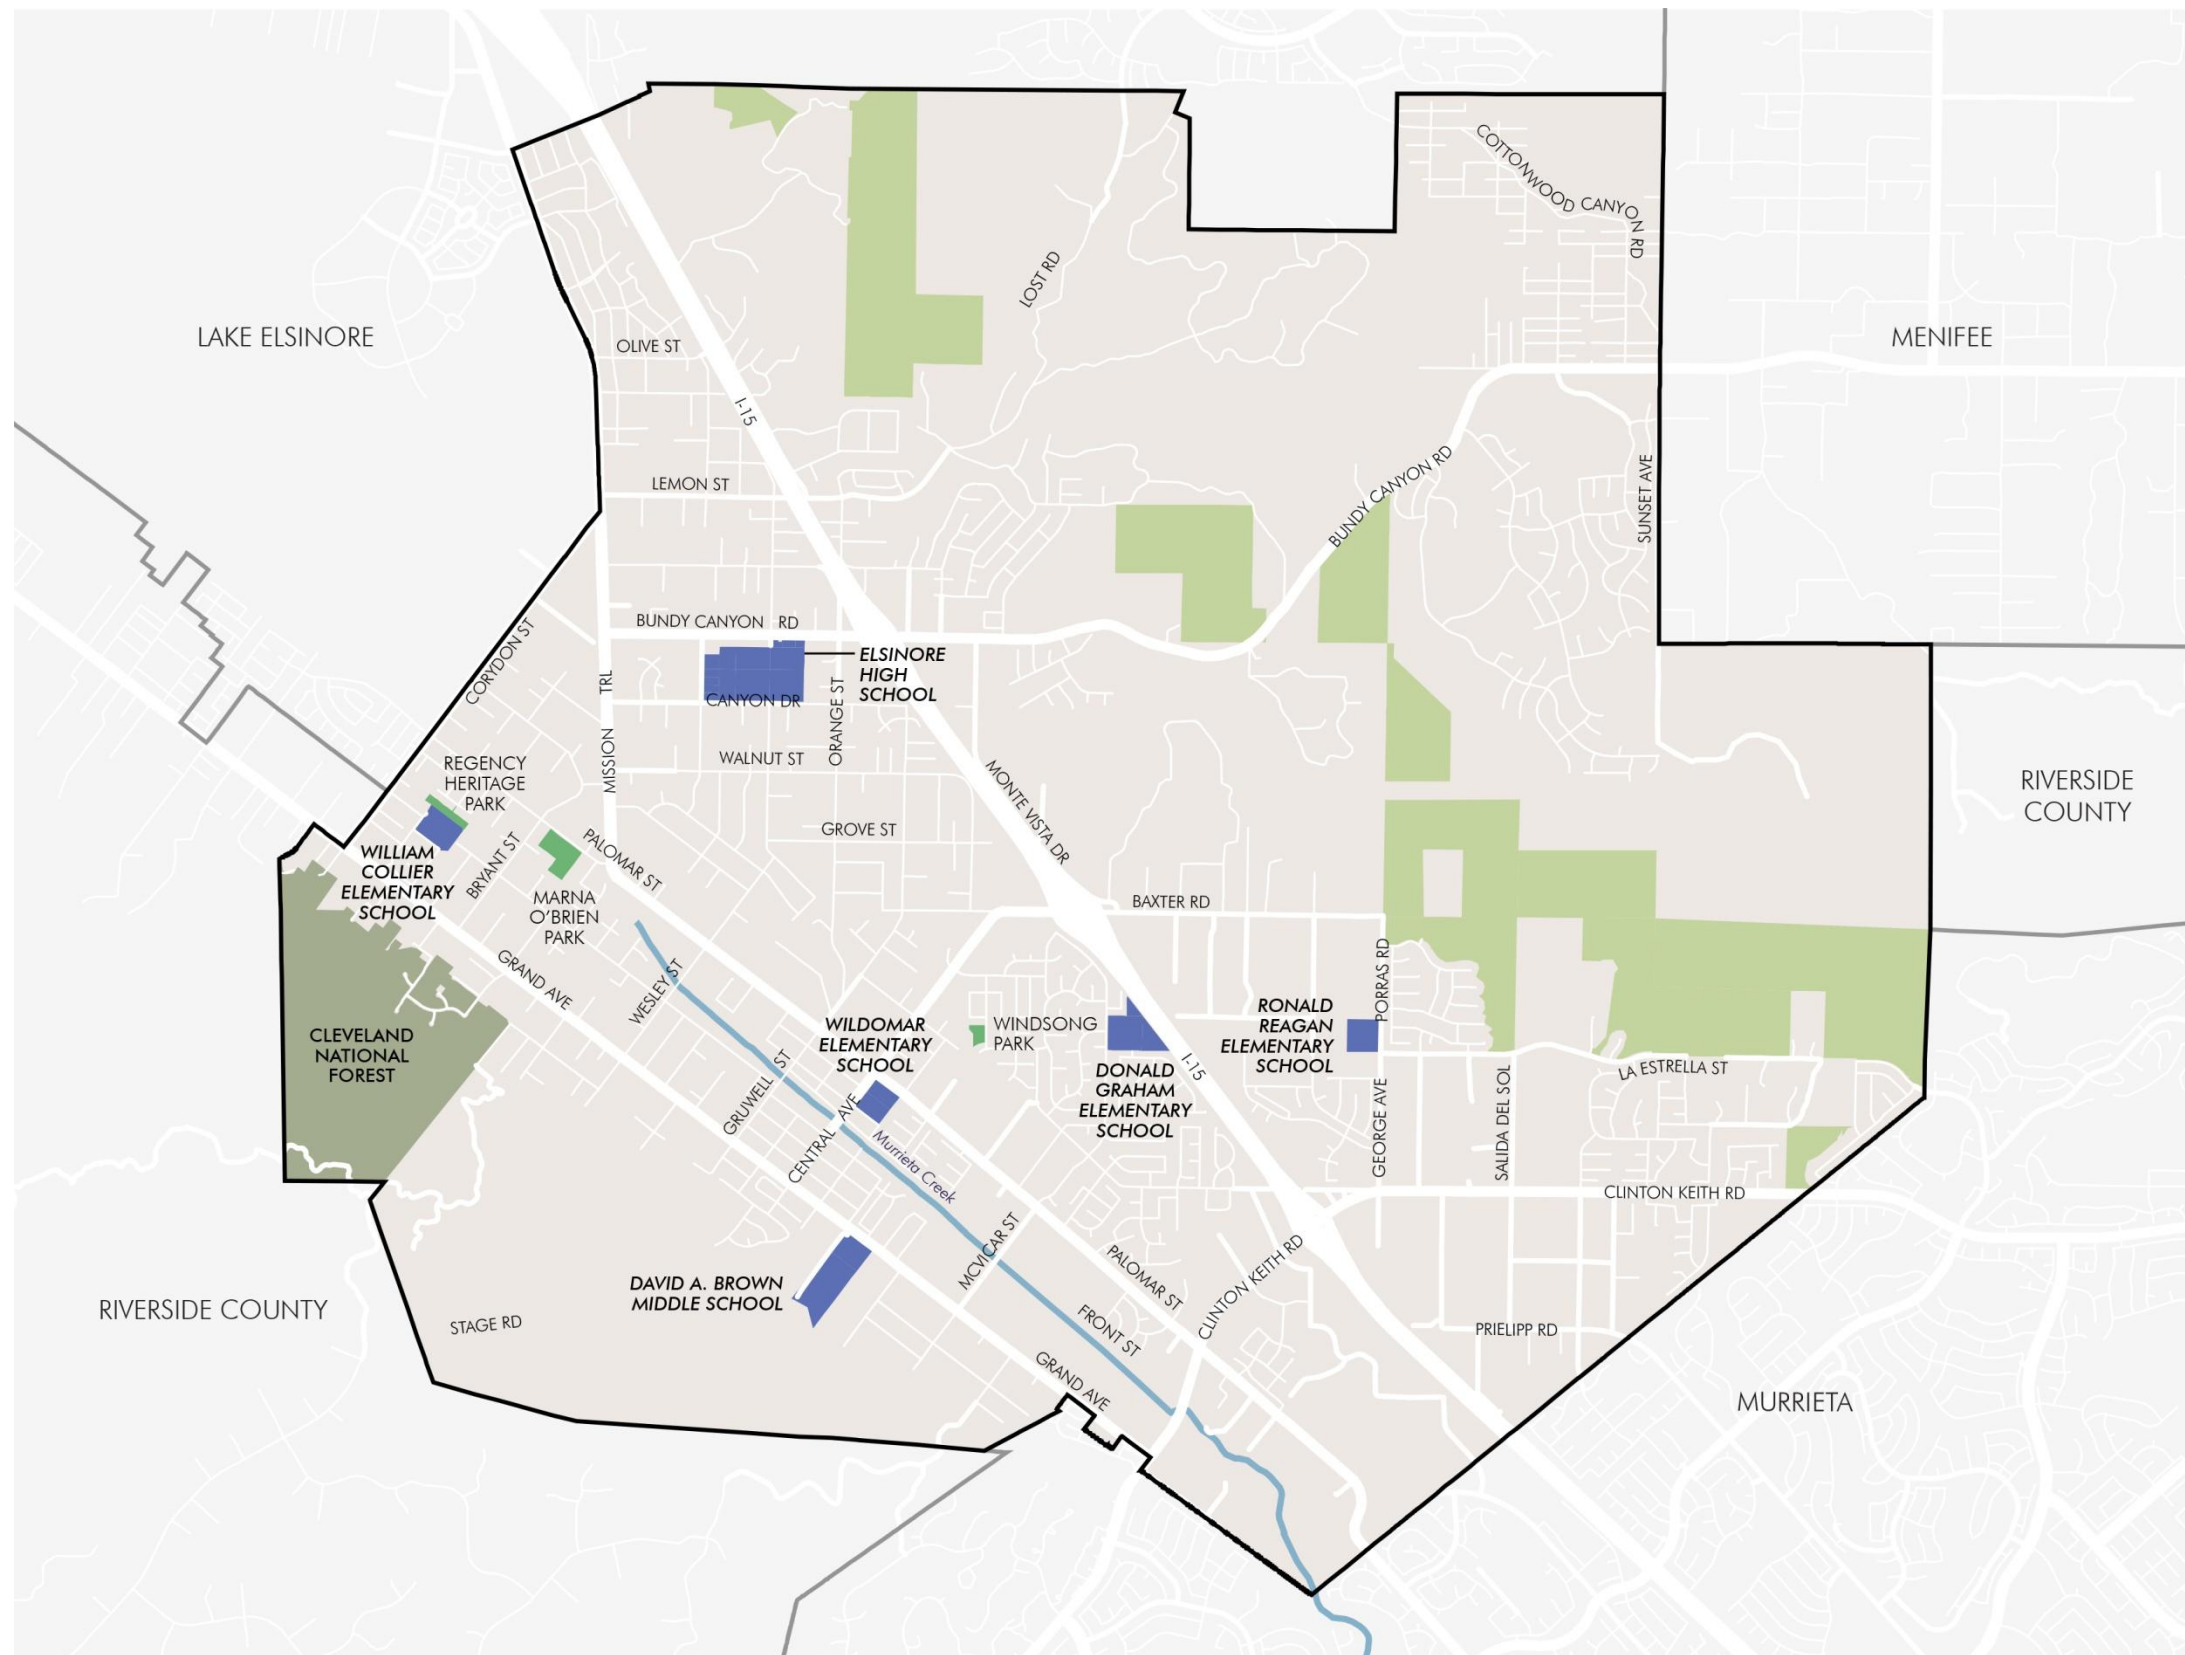 COTTONWOOD CANYON RD
LAKE ELSINORE
MENIFEE
LOST RD
OLIVE ST
I-15
LEMON ST
BUNDY CANYON RD
SUNSET AVE
BUNDY CANYON RD
CORYDON ST
ELSINORE
HIGH
SCHOOL
MISSION TRL
CANYON DR
ORANGE ST
WALNUT ST
REGENCY
HERITAGE
PARK
MONTE VISTA DR
RIVERSIDE
COUNTY
GROVE ST
PALOMAR ST
BRYANT ST
WILLIAM
COLLIER
ELEMENTARY
SCHOOL
MARNA
O'BRIEN
PARK
BAXTER RD
GRAND AVE
WESLEY ST
PORRAS RD
CLEVELAND
NATIONAL
FOREST
WILDOMAR
ELEMENTARY
SCHOOL
WINDSONG
PARK
RONALD
REAGAN
ELEMENTARY
SCHOOL
I-15
DONALD
GRAHAM
ELEMENTARY
SCHOOL
LA ESTRELLA ST
GRUWELL ST
CENTRAL AVE
Murrieta Creek
GEORGE AVE
SALIDA DEL SOL
CLINTON KEITH RD
MCVICAR ST
PALOMAR ST
CLINTON KEITH RD
DAVID A. BROWN
MIDDLE SCHOOL
RIVERSIDE COUNTY
STAGE RD
FRONT ST
PRIELIPP RD
GRAND AVE
MURRIETA